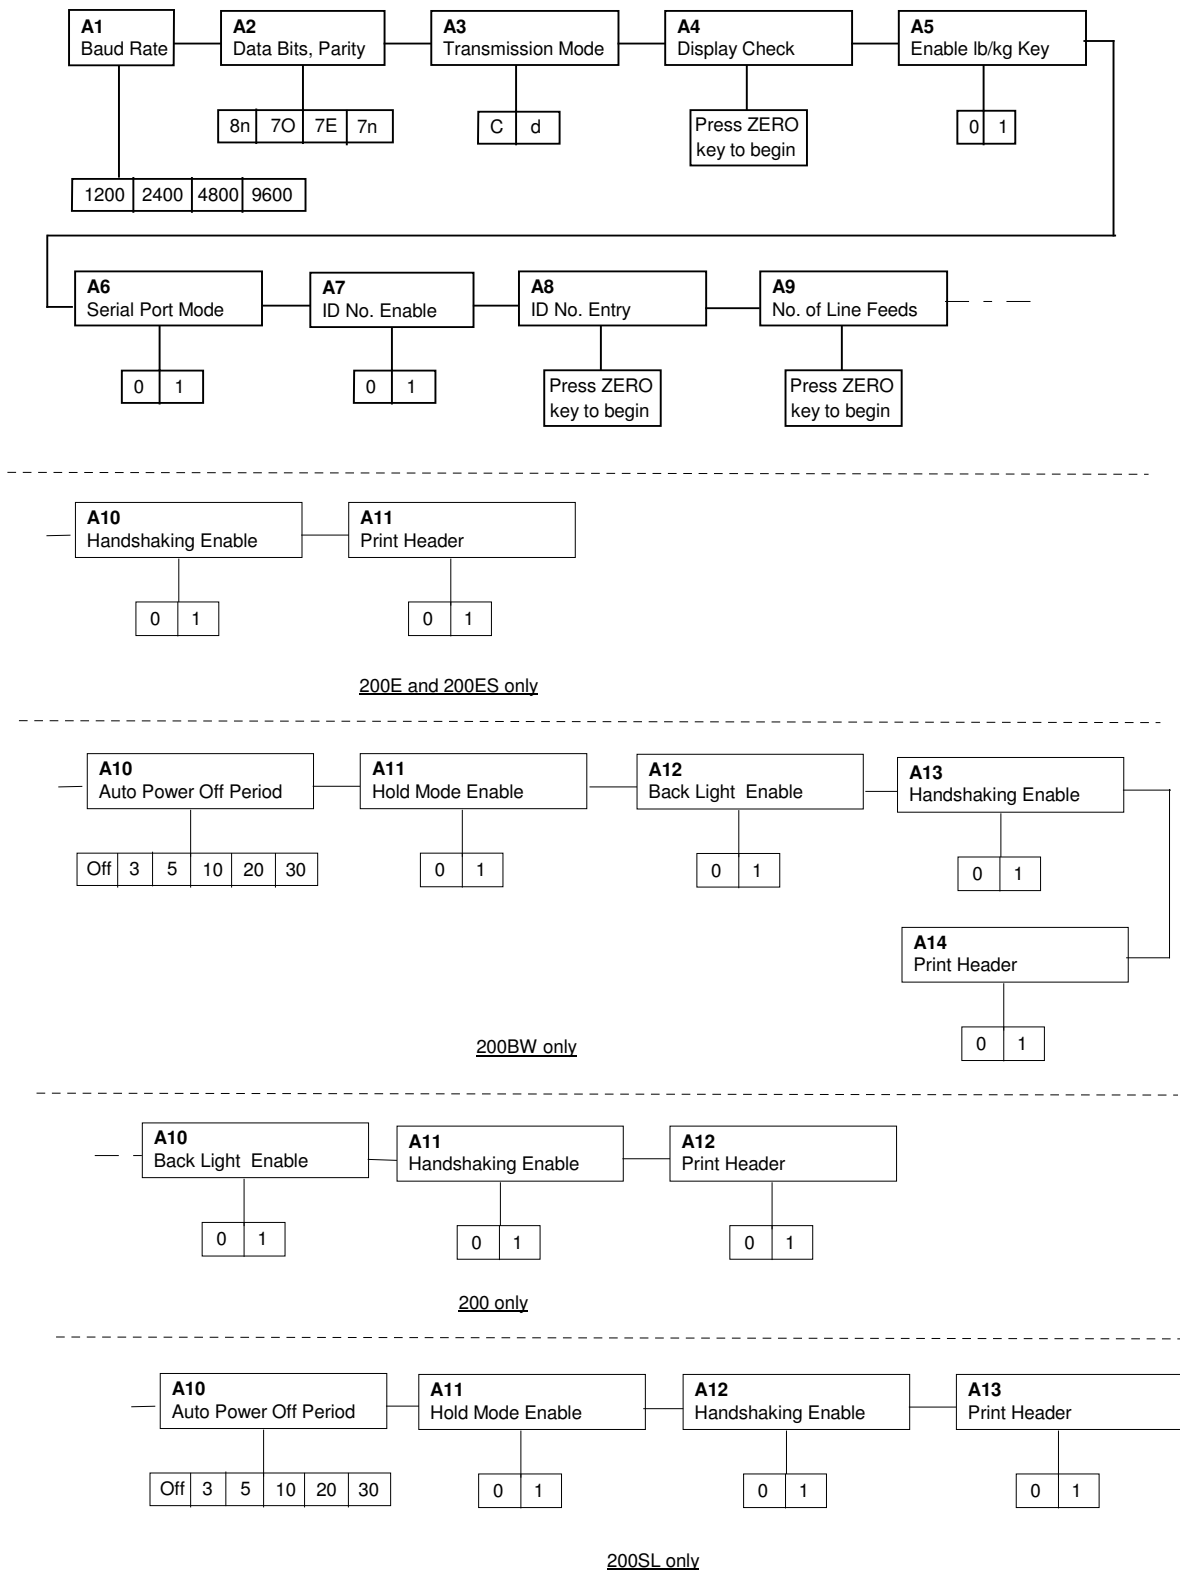 A1
Baud Rate
A2
Data Bits, Parity
A3
Transmission Mode
A4
Display Check
A5
Enable lb/kg Key
8n 7O 7E 7n
C d
Press ZERO
key to begin
0 1
1200 2400 4800 9600
A6
Serial Port Mode
A7
ID No. Enable
A8
ID No. Entry
A9
No. of Line Feeds
0 1
0 1
Press ZERO
key to begin
Press ZERO
key to begin
A10
Handshaking Enable
A11
Print Header
0 1
0 1
200E and 200ES only
A10
Auto Power Off Period
A11
Hold Mode Enable
A12
Back Light Enable
A13
Handshaking Enable
Off 3 5 10 20 30
0 1
0 1
0 1
A14
Print Header
0 1
200BW only
A10
Back Light Enable
A11
Handshaking Enable
A12
Print Header
0 1
0 1
0 1
200 only
A10
Auto Power Off Period
A11
Hold Mode Enable
A12
Handshaking Enable
A13
Print Header
Off 3 5 10 20 30
0 1
0 1
0 1
200SL only